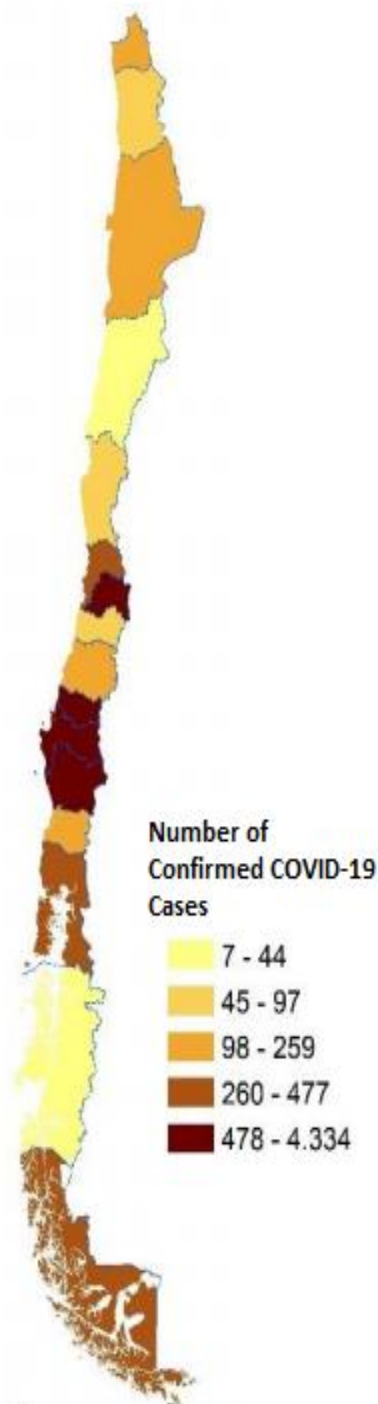 Number of
Confirmed COVID-19
Cases
7 - 44
45 - 97
98 - 259
260 - 477
478 - 4.334